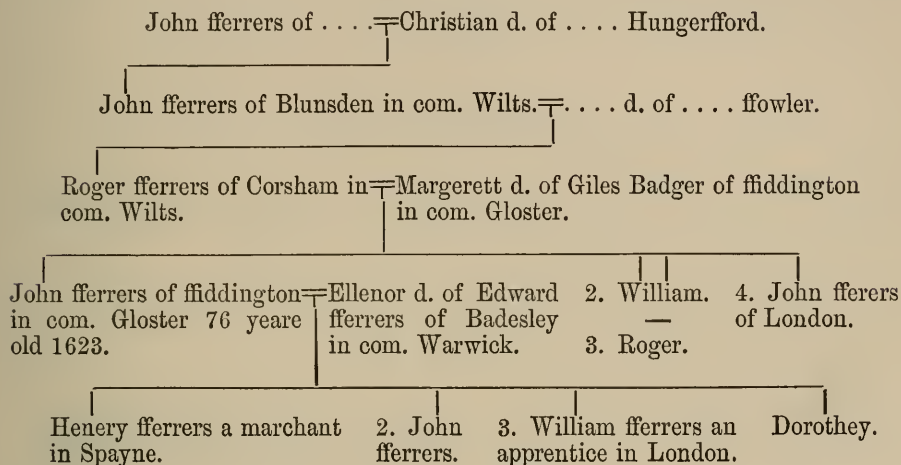 John fferrers of . . . . Christian d. of . . . . Hungerfford.
John fferrers of Blunsden in com. Wilts. . . . . d. of . . . . ffowler.
Roger fferrers of Corsham in
com. Wilts.
Margerett d. of Giles Badger of ffiddington
in com. Gloster.
John fferrers of ffiddington
in com. Gloster 76 yeare
old 1623.
Ellenor d. of Edward
fferrers of Badesley
in com. Warwick.
2. William.
—
3. Roger.
4. John fferers
of London.
Henery fferrers a marchant
in Spayne.
2. John
fferrers.
3. William fferrers an
apprentice in London.
Dorothey.